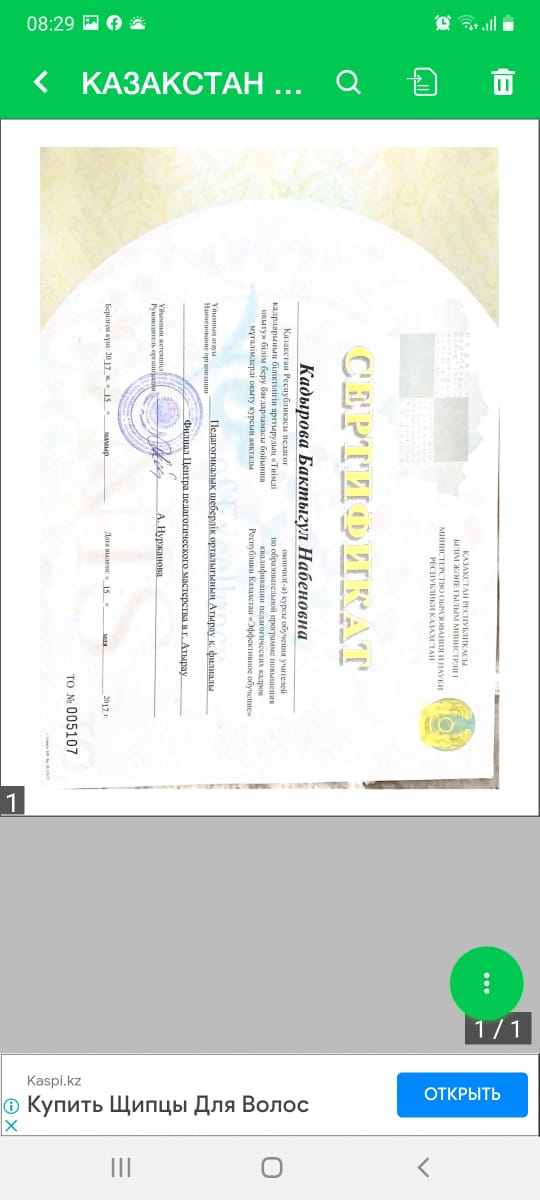 08:29
КАЗАКСТАН ...
ҚАЗАҚСТАН РЕСПУБЛИКАСЫ
БІЛІМ ЖӘНЕ ҒЫЛЫМ МИНИСТРЛІГІ
МИНИСТЕРСТВО ОБРАЗОВАНИЯ И НАУКИ
РЕСПУБЛИКИ КАЗАХСТАН
СЕРТИФИКАТ
Кадырова Бактыгул Набеновна
Қазақстан Республикасы педагог
кадрларының біліктілігін арттырудың «Тиімді
оқыту» білім беру бағдарламасы бойынша
мұғалімдерді оқыту курсын аяқтады
окончил(-а) курсы обучения учителей
по образовательной программе повышения
квалификации педагогических кадров
Республики Казахстан «Эффективное обучение»
Ұйымның атауы
Наименование организации
Педагогикалық шеберлік орталығының Атырау қ. филиалы
Филиал Центра педагогического мастерства в г. Атырау
Ұйымның жетекшісі
Руководитель организации
А. Нуржанова
Берілген күні: 20 17 ж. « 15 » мамыр
Дата выдачи: « 15 » мая 2017 г.
ТО № 005107
1
1 / 1
Kaspi.kz
Купить Щипцы Для Волос
ОТКРЫТЬ